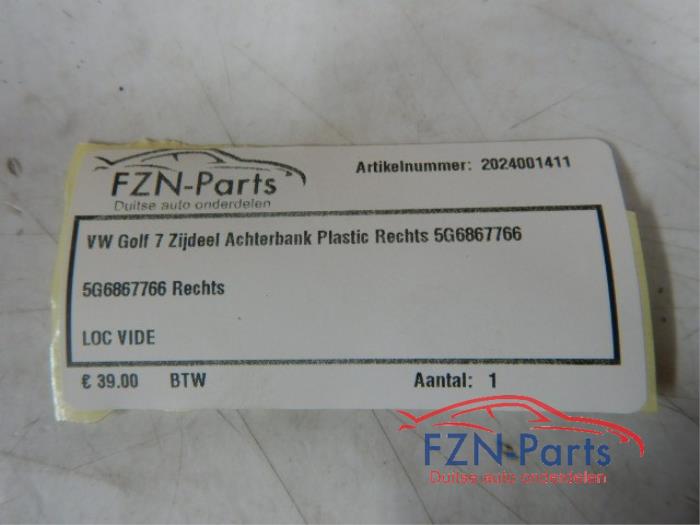 FZN-Parts
Duitse auto onderdelen
Artikelnummer: 2024001411
VW Golf 7 Zijdeel Achterbank Plastic Rechts 5G6867766
5G6867766 Rechts
LOC VIDE
€ 39.00 BTW Aantal: 1
FZN-Parts
Duitse auto onderdelen